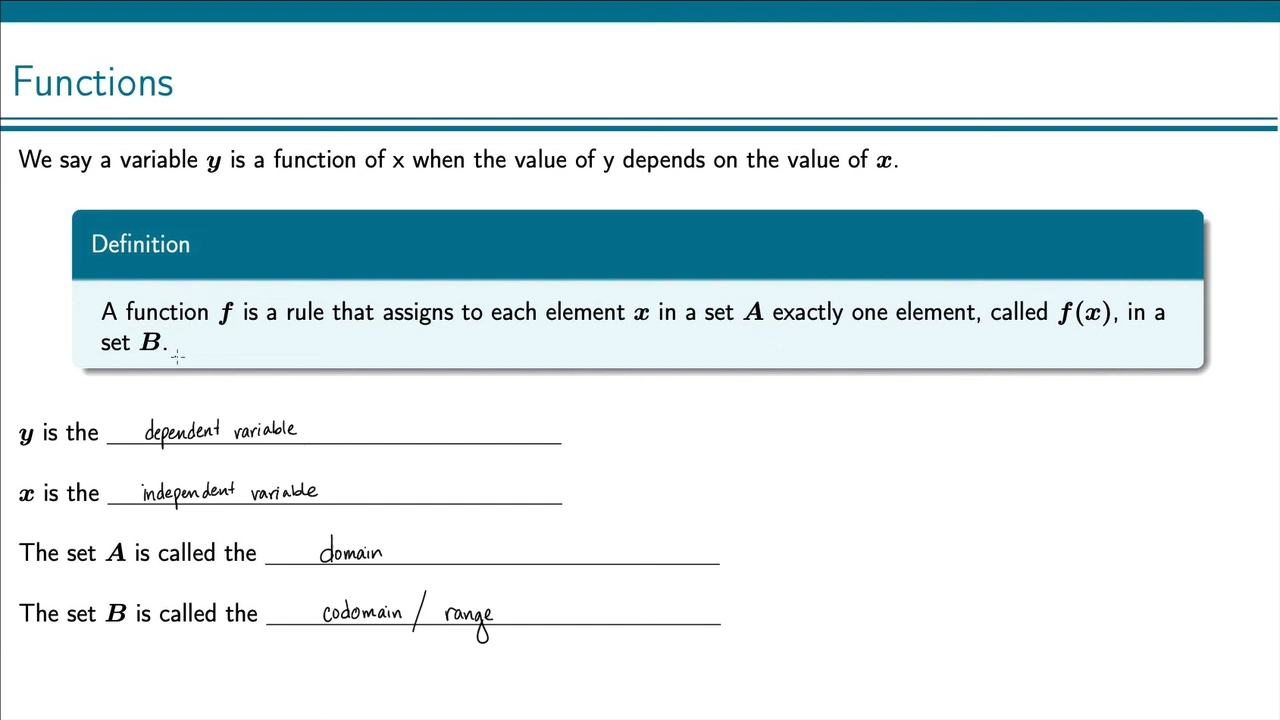 Functions
We say a variable y is a function of x when the value of y depends on the value of x.
Definition
A function f is a rule that assigns to each element x in a set A exactly one element, called f(x), in a
set B.
y is the dependent variable
x is the independent variable
The set A is called the domain
The set B is called the codomain / range